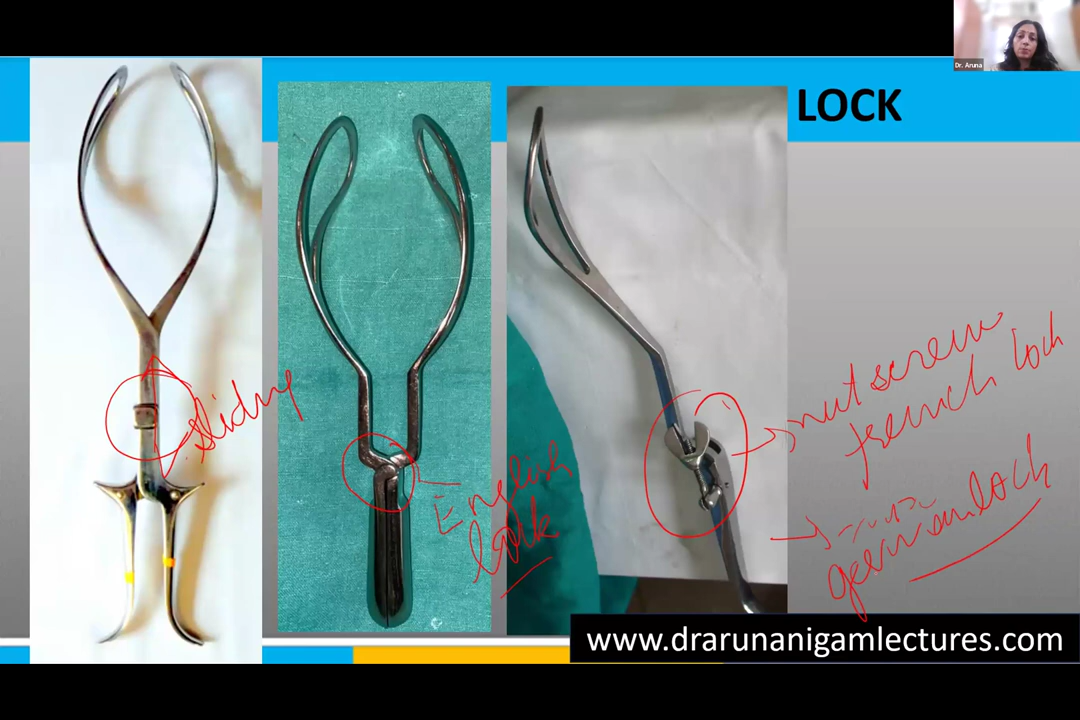 Dr. Aruna
LOCK
sliding
English
lock
nut screw
french lock
german lock
www.drarunanigamlectures.com